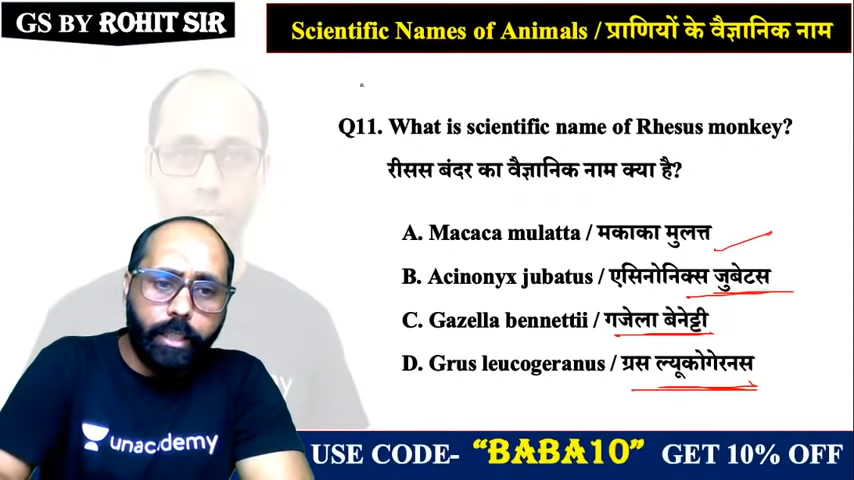 GS BY ROHIT SIR
Scientific Names of Animals / प्राणियों के वैज्ञानिक नाम
Q11. What is scientific name of Rhesus monkey?
रीसस बंदर का वैज्ञानिक नाम क्या है?
A. Macaca mulatta / मकाका मुलत्त
B. Acinonyx jubatus / एसिनोनिक्स जुबेटस
C. Gazella bennettii / गजेला बेनेट्टी
D. Grus leucogeranus / ग्रस ल्यूकोगेरनस
unacademy
USE CODE- “BABA10” GET 10% OFF